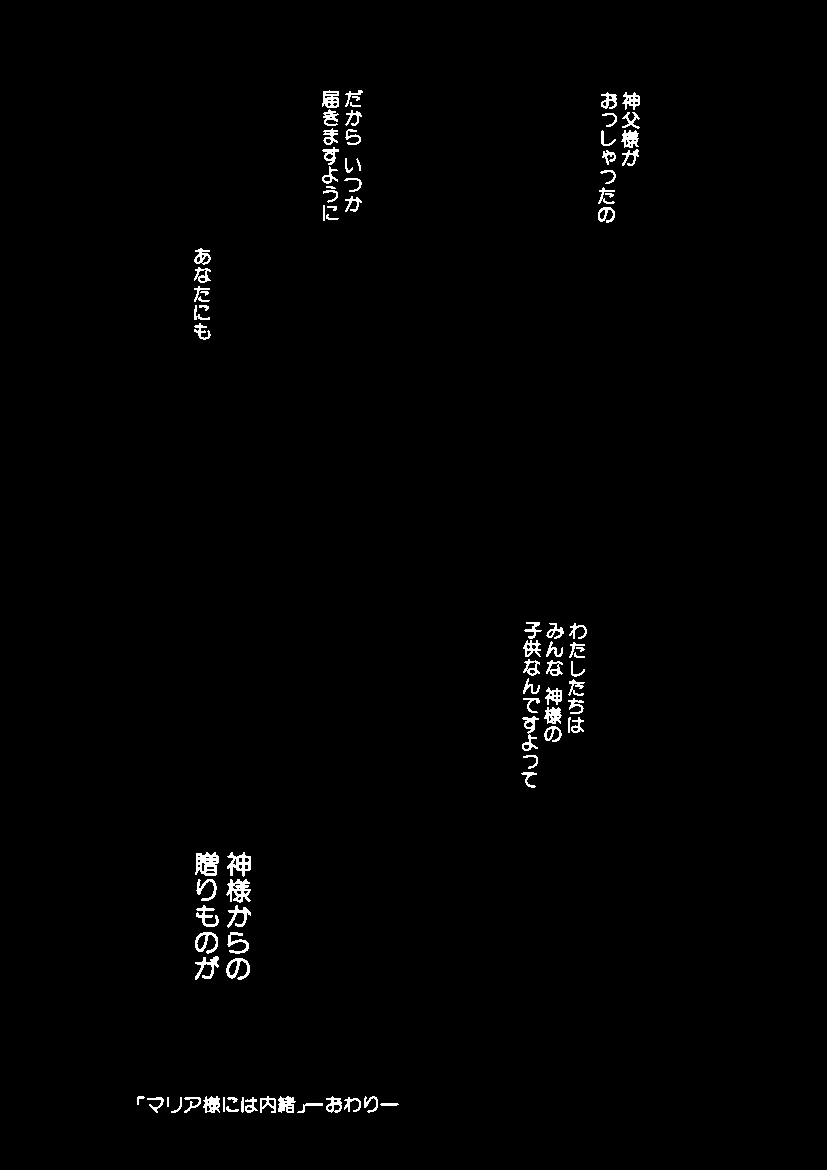 神父様が
おっしゃったの
わたしたちは
みんな 神様の
子供なんですよって
だから いつか
届きますように
あなたにも
神様からの
贈りものが
「マリア様には内緒」―おわり―